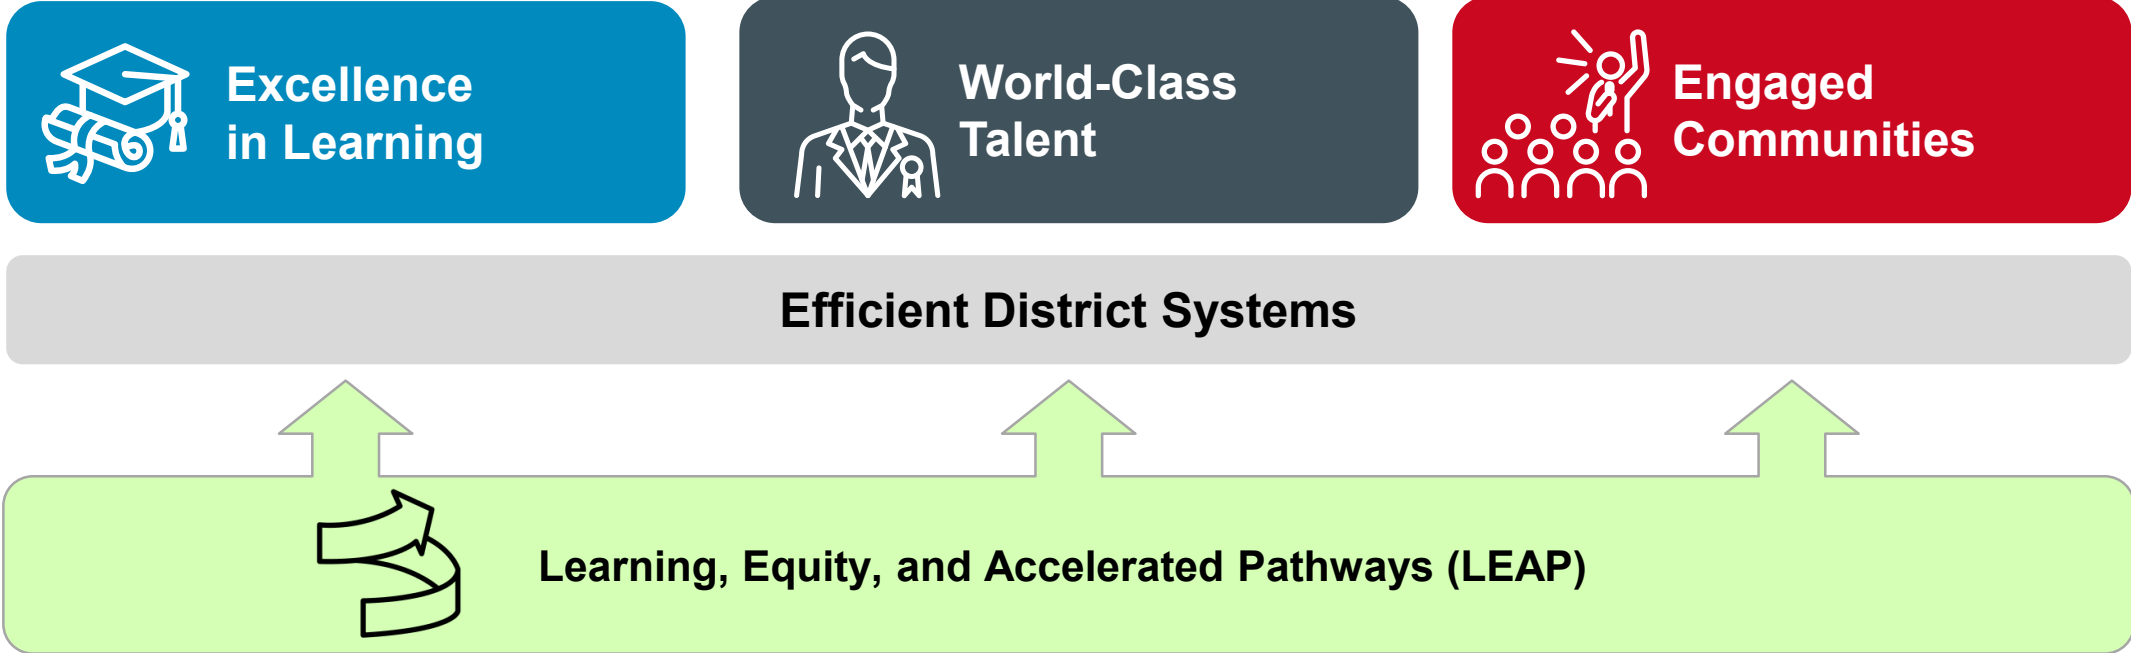 Excellence
in Learning
World-Class
Talent
Engaged
Communities
Efficient District Systems
Learning, Equity, and Accelerated Pathways (LEAP)